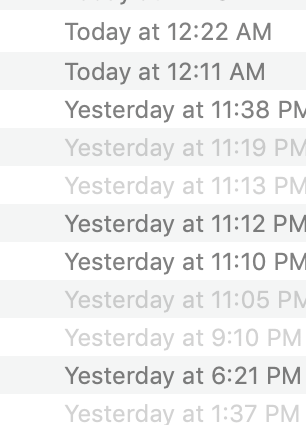 Today at 12:22 AM
Today at 12:11 AM
Yesterday at 11:38 PM
Yesterday at 11:19 PM
Yesterday at 11:13 PM
Yesterday at 11:12 PM
Yesterday at 11:10 PM
Yesterday at 11:05 PM
Yesterday at 9:10 PM
Yesterday at 6:21 PM
Yesterday at 1:37 PM